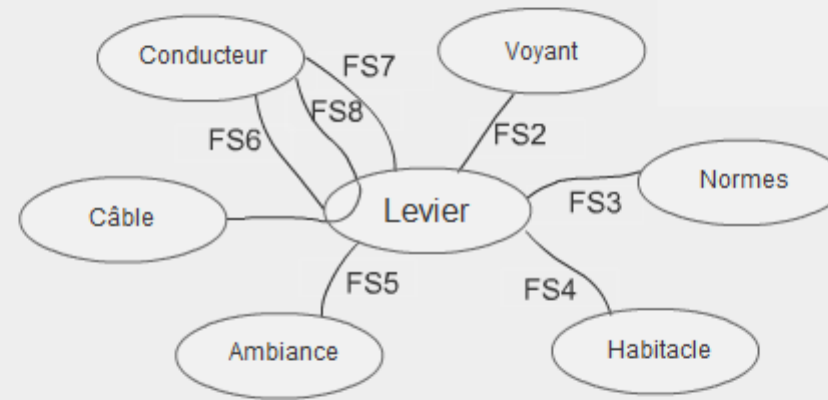 Conducteur
Voyant
FS7
FS8
FS6
FS2
Normes
Câble
Levier
FS3
FS5
FS4
Ambiance
Habitacle